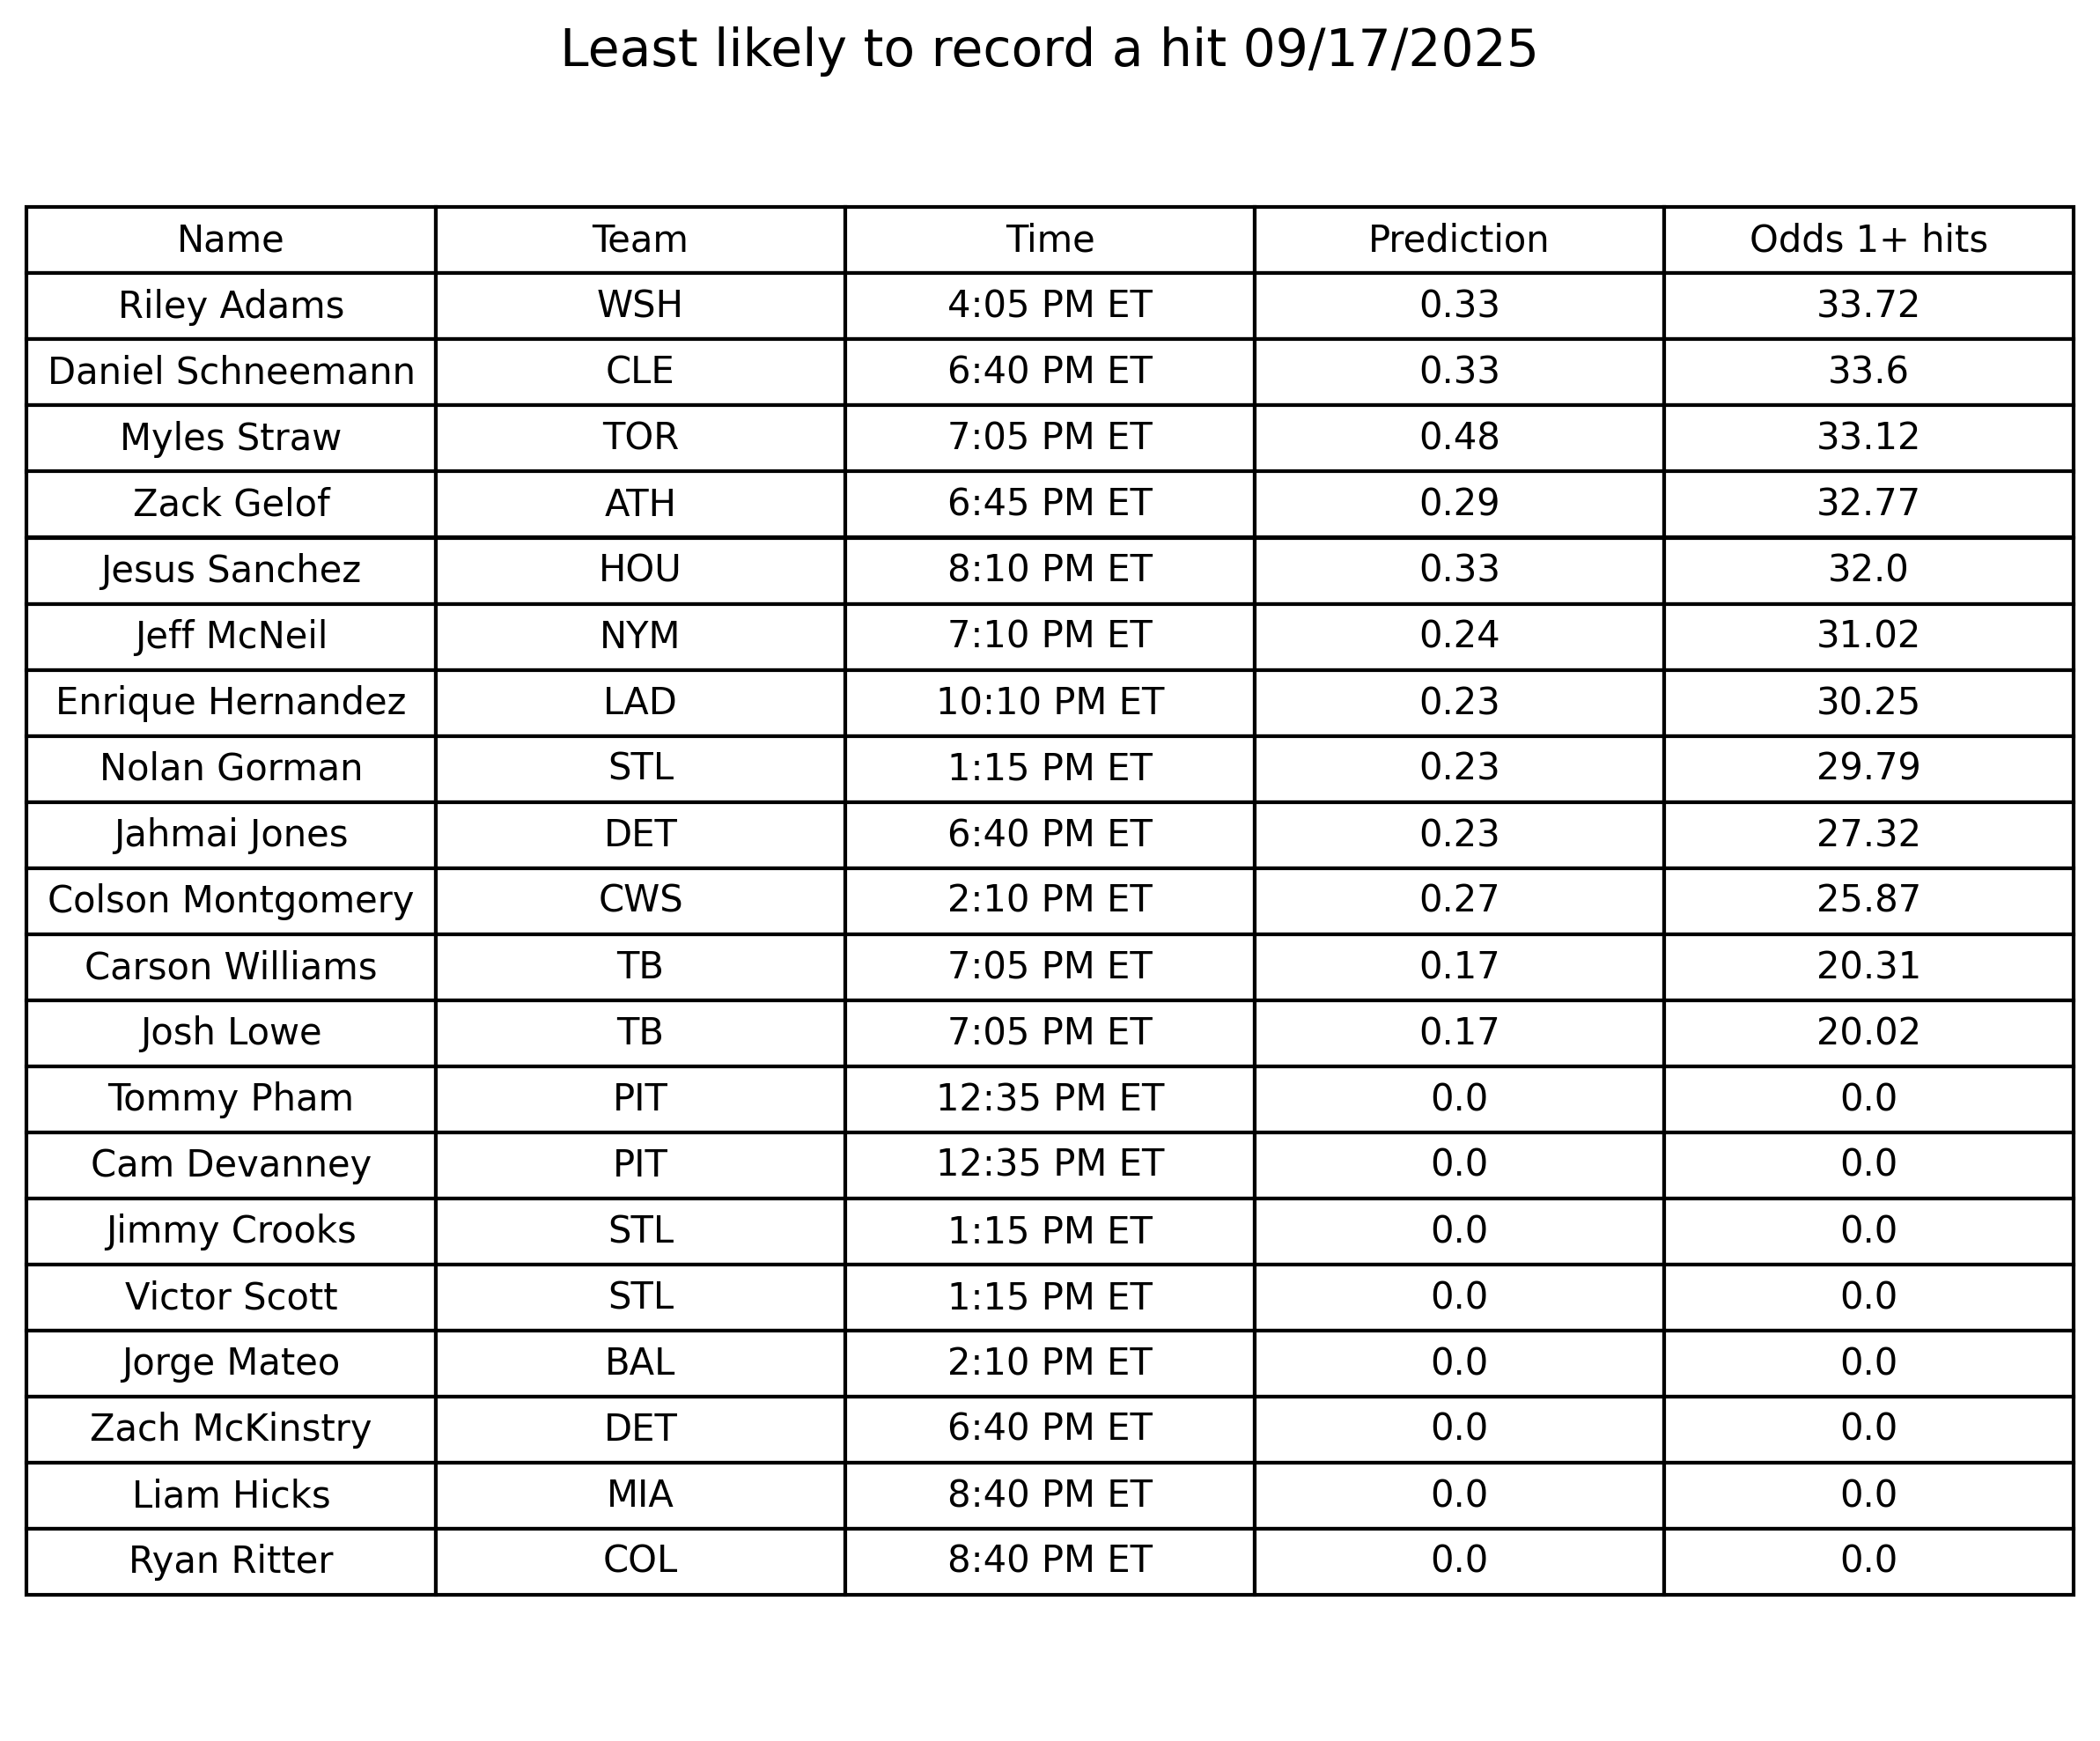 Least likely to record a hit 09/17/2025
Name Team Time Prediction Odds 1+ hits
Riley Adams WSH 4:05 PM ET 0.33 33.72
Daniel Schneemann CLE 6:40 PM ET 0.33 33.6
Myles Straw TOR 7:05 PM ET 0.48 33.12
Zack Gelof ATH 6:45 PM ET 0.29 32.77
Jesus Sanchez HOU 8:10 PM ET 0.33 32.0
Jeff McNeil NYM 7:10 PM ET 0.24 31.02
Enrique Hernandez LAD 10:10 PM ET 0.23 30.25
Nolan Gorman STL 1:15 PM ET 0.23 29.79
Jahmai Jones DET 6:40 PM ET 0.23 27.32
Colson Montgomery CWS 2:10 PM ET 0.27 25.87
Carson Williams TB 7:05 PM ET 0.17 20.31
Josh Lowe TB 7:05 PM ET 0.17 20.02
Tommy Pham PIT 12:35 PM ET 0.0 0.0
Cam Devanney PIT 12:35 PM ET 0.0 0.0
Jimmy Crooks STL 1:15 PM ET 0.0 0.0
Victor Scott STL 1:15 PM ET 0.0 0.0
Jorge Mateo BAL 2:10 PM ET 0.0 0.0
Zach McKinstry DET 6:40 PM ET 0.0 0.0
Liam Hicks MIA 8:40 PM ET 0.0 0.0
Ryan Ritter COL 8:40 PM ET 0.0 0.0